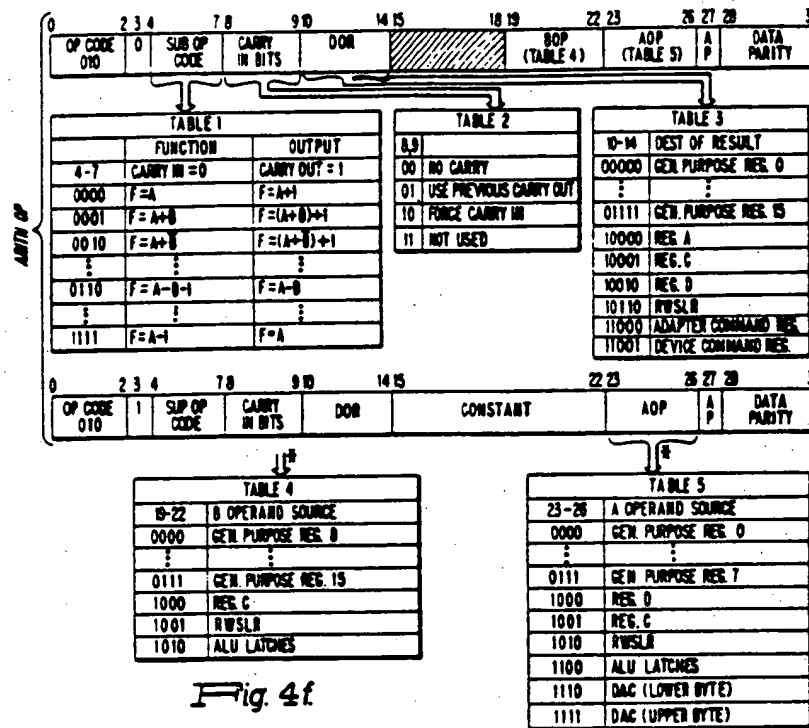 0 2 3 4 7 8 9 10 14 15 18 19 22 23 26 27 28 3
OP CODE 010 0 SUB OP CODE CARRY IN BITS DOR BOP (TABLE 4) AOP (TABLE 5) A P DATA PARITY
ARITH OP
TABLE 1
FUNCTION OUTPUT
4-7 CARRY IN = 0 CARRY OUT = 1
0000 F=A F=A+1
0001 F=A+B F=(A+B)+1
0010 F=A+B̅ F=(A+B̅)+1
0110 F=A-B-1 F=A-B
1111 F=A-1 F=A
TABLE 2
8,9
00 NO CARRY
01 USE PREVIOUS CARRY OUT
10 FORCE CARRY IN
11 NOT USED
TABLE 3
10-14 DEST OF RESULT
00000 GEN. PURPOSE REG. 0
01111 GEN. PURPOSE REG. 15
10000 REG. A
10001 REG. C
10010 REG. D
10110 RWSLR
11000 ADAPTER COMMAND REG.
11001 DEVICE COMMAND REG.
0 2 3 4 7 8 9 10 14 15 22 23 26 27 28 3
OP CODE 010 1 SUP OP CODE CARRY IN BITS DOR CONSTANT AOP A P DATA PARITY
*
*
TABLE 4
19-22 B OPERAND SOURCE
0000 GEN. PURPOSE REG. 8
0111 GEN. PURPOSE REG. 15
1000 REG. C
1001 RWSLR
1010 ALU LATCHES
TABLE 5
23-26 A OPERAND SOURCE
0000 GEN. PURPOSE REG. 0
0111 GEN. PURPOSE REG. 7
1000 REG. D
1001 REG. C
1010 RWSLR
1100 ALU LATCHES
1110 DAC (LOWER BYTE)
1111 DAC (UPPER BYTE)
Fig. 4f.